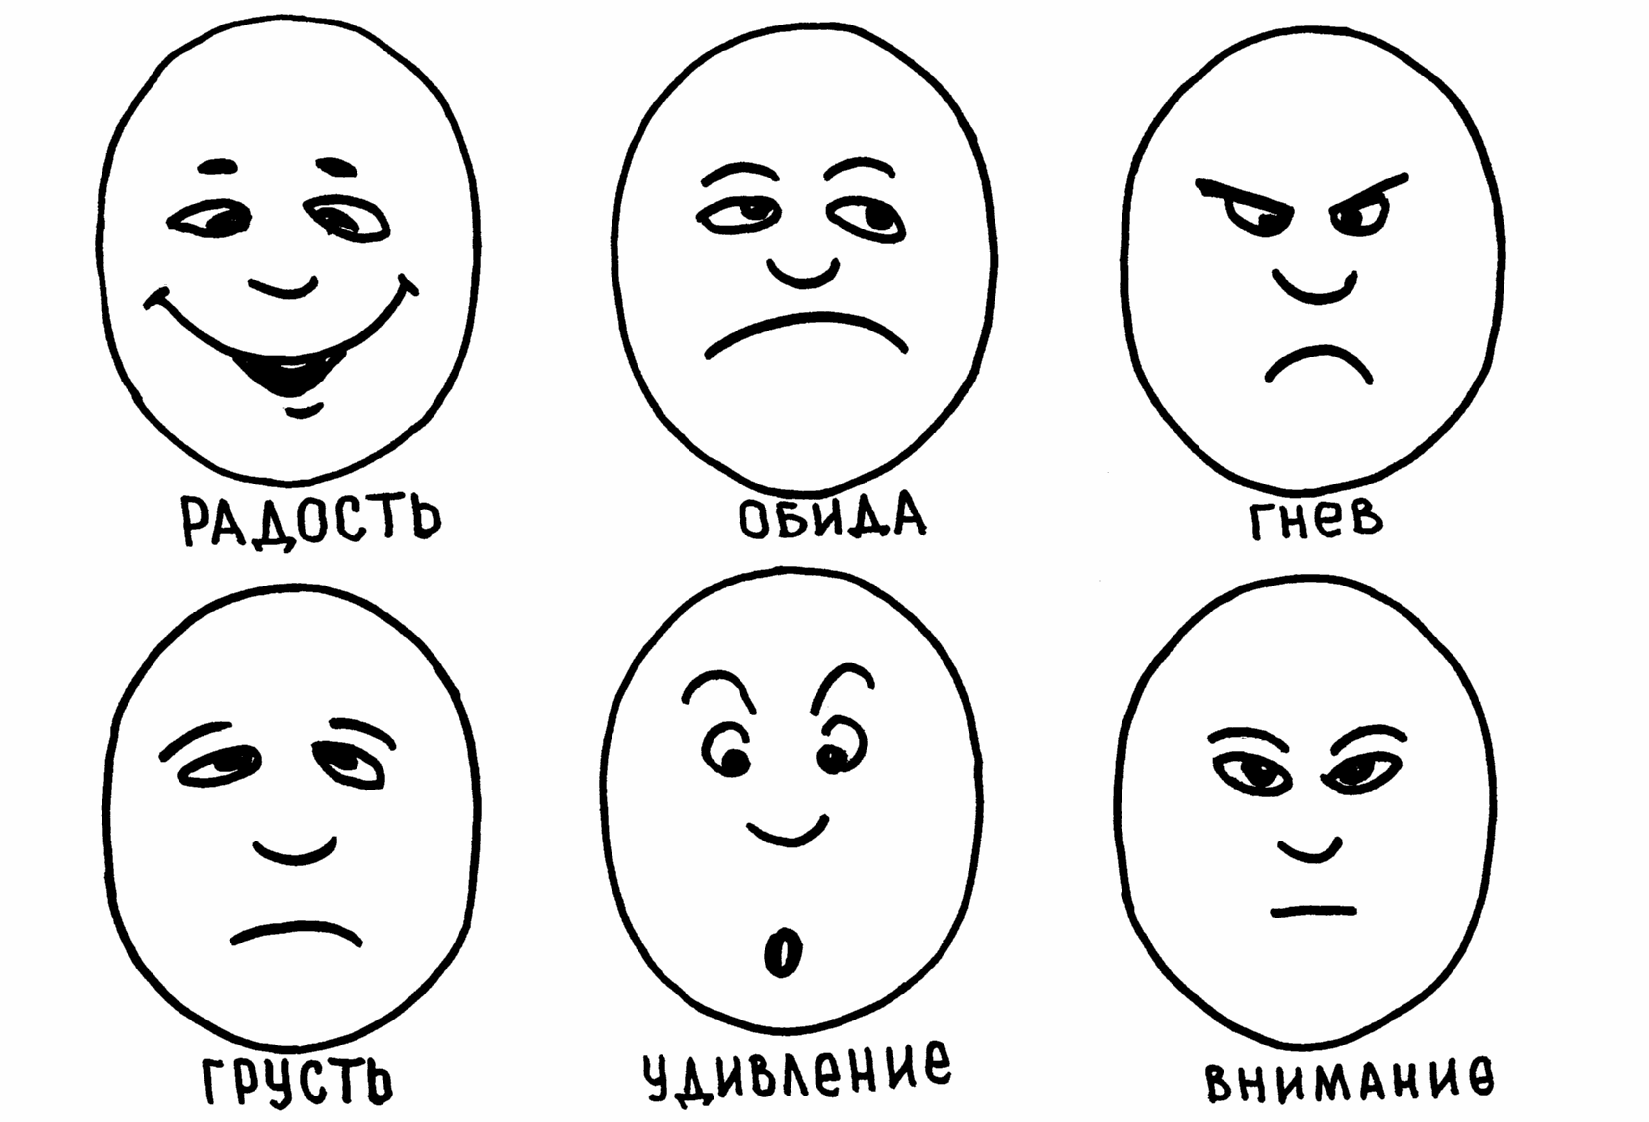 РАДОСТЬ
ОБИДА
ГНЕВ
ГРУСТЬ
УДИВЛЕНИЕ
ВНИМАНИЕ